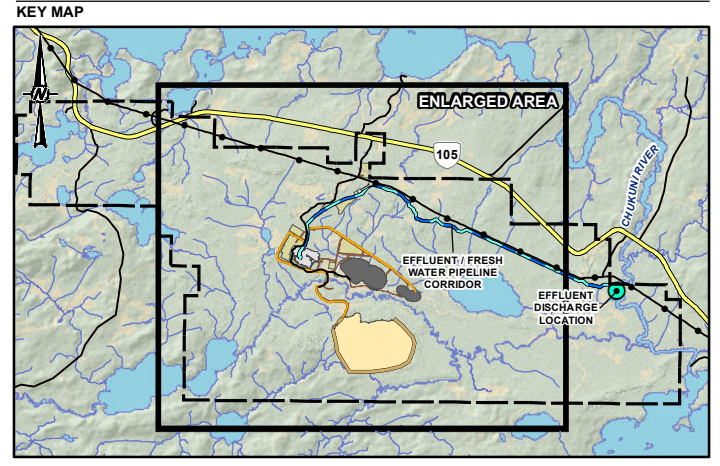 KEY MAP
N
ENLARGED AREA
105
CHUKUNI RIVER
EFFLUENT / FRESH
WATER PIPELINE
CORRIDOR
EFFLUENT
DISCHARGE
LOCATION